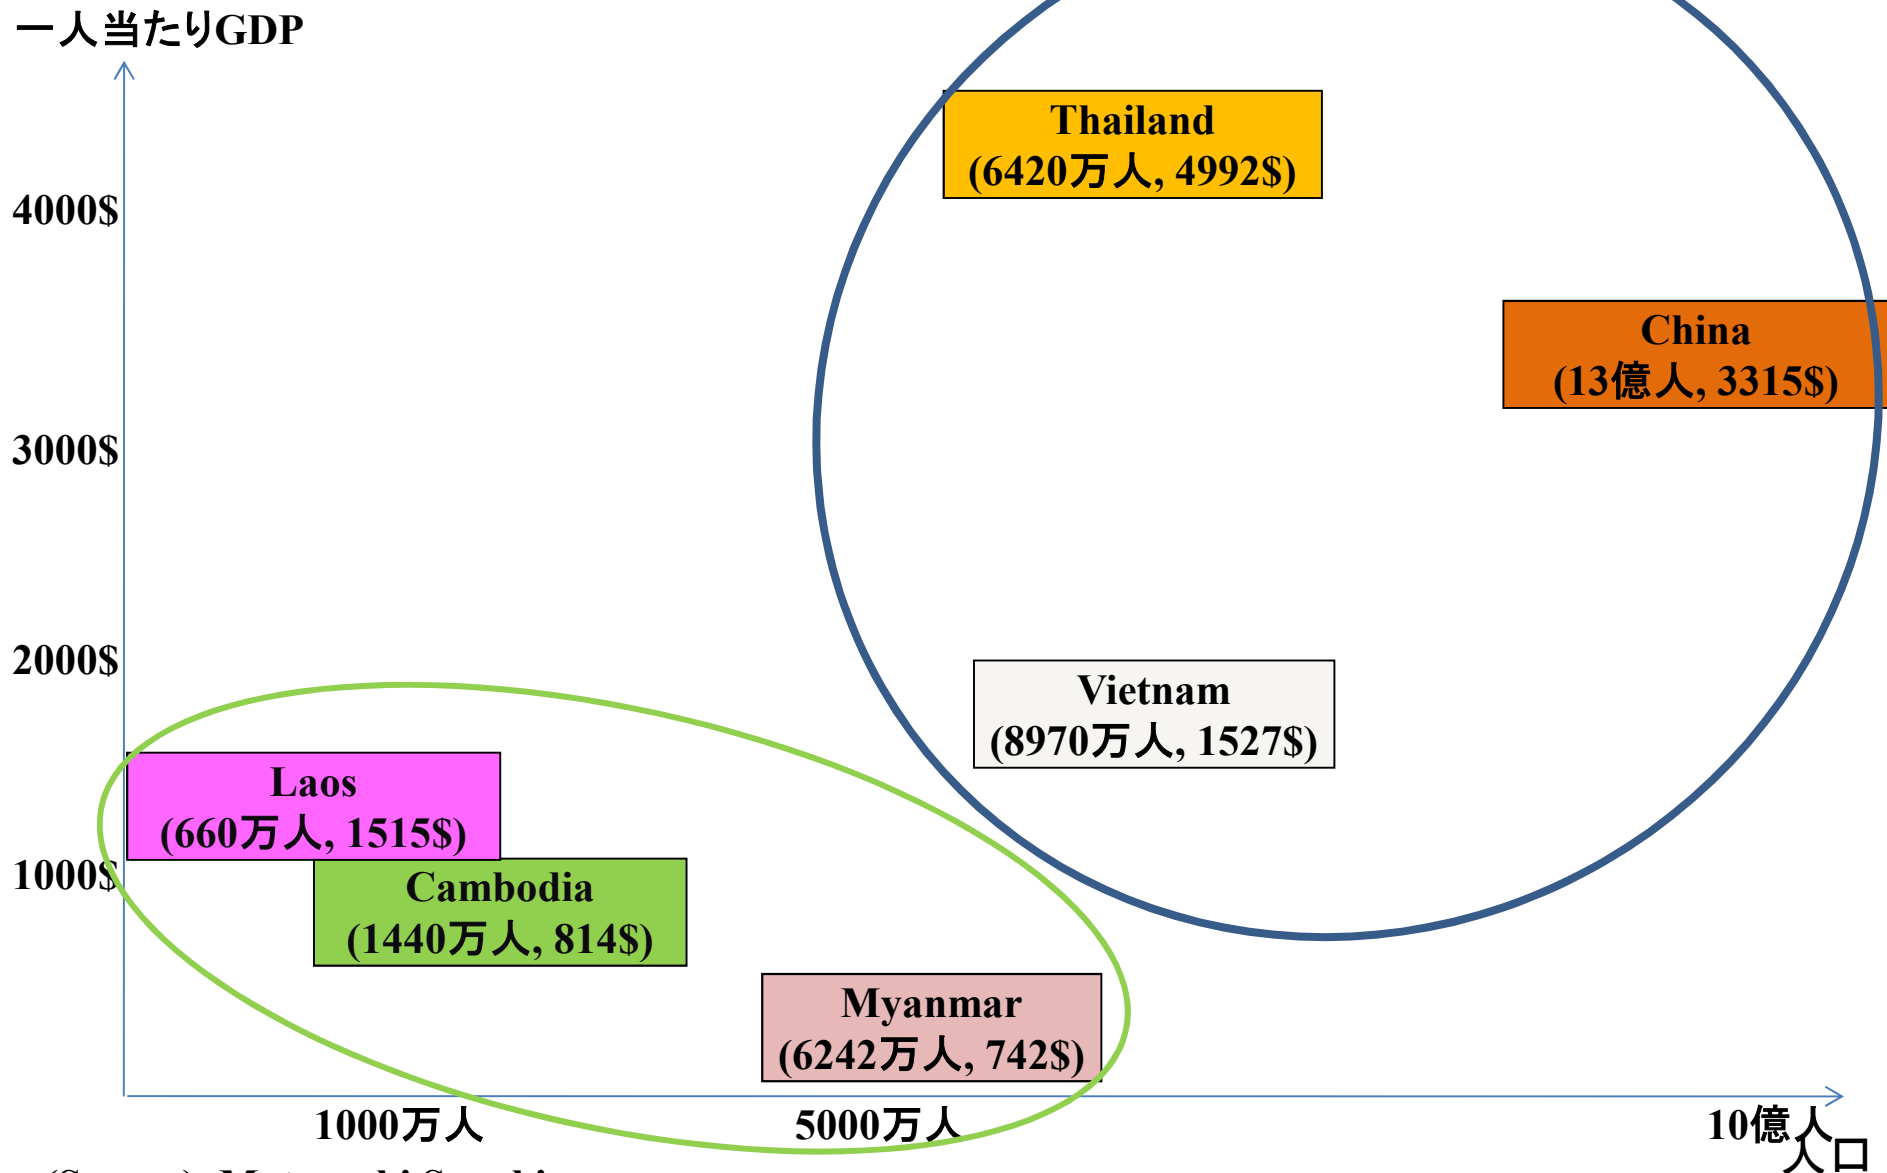 一人当たりGDP
Thailand
(6420万人, 4992$)
4000$
China
(13億人, 3315$)
3000$
2000$
Vietnam
(8970万人, 1527$)
Laos
(660万人, 1515$)
1000$
Cambodia
(1440万人, 814$)
Myanmar
(6242万人, 742$)
1000万人
5000万人
10億人
人口